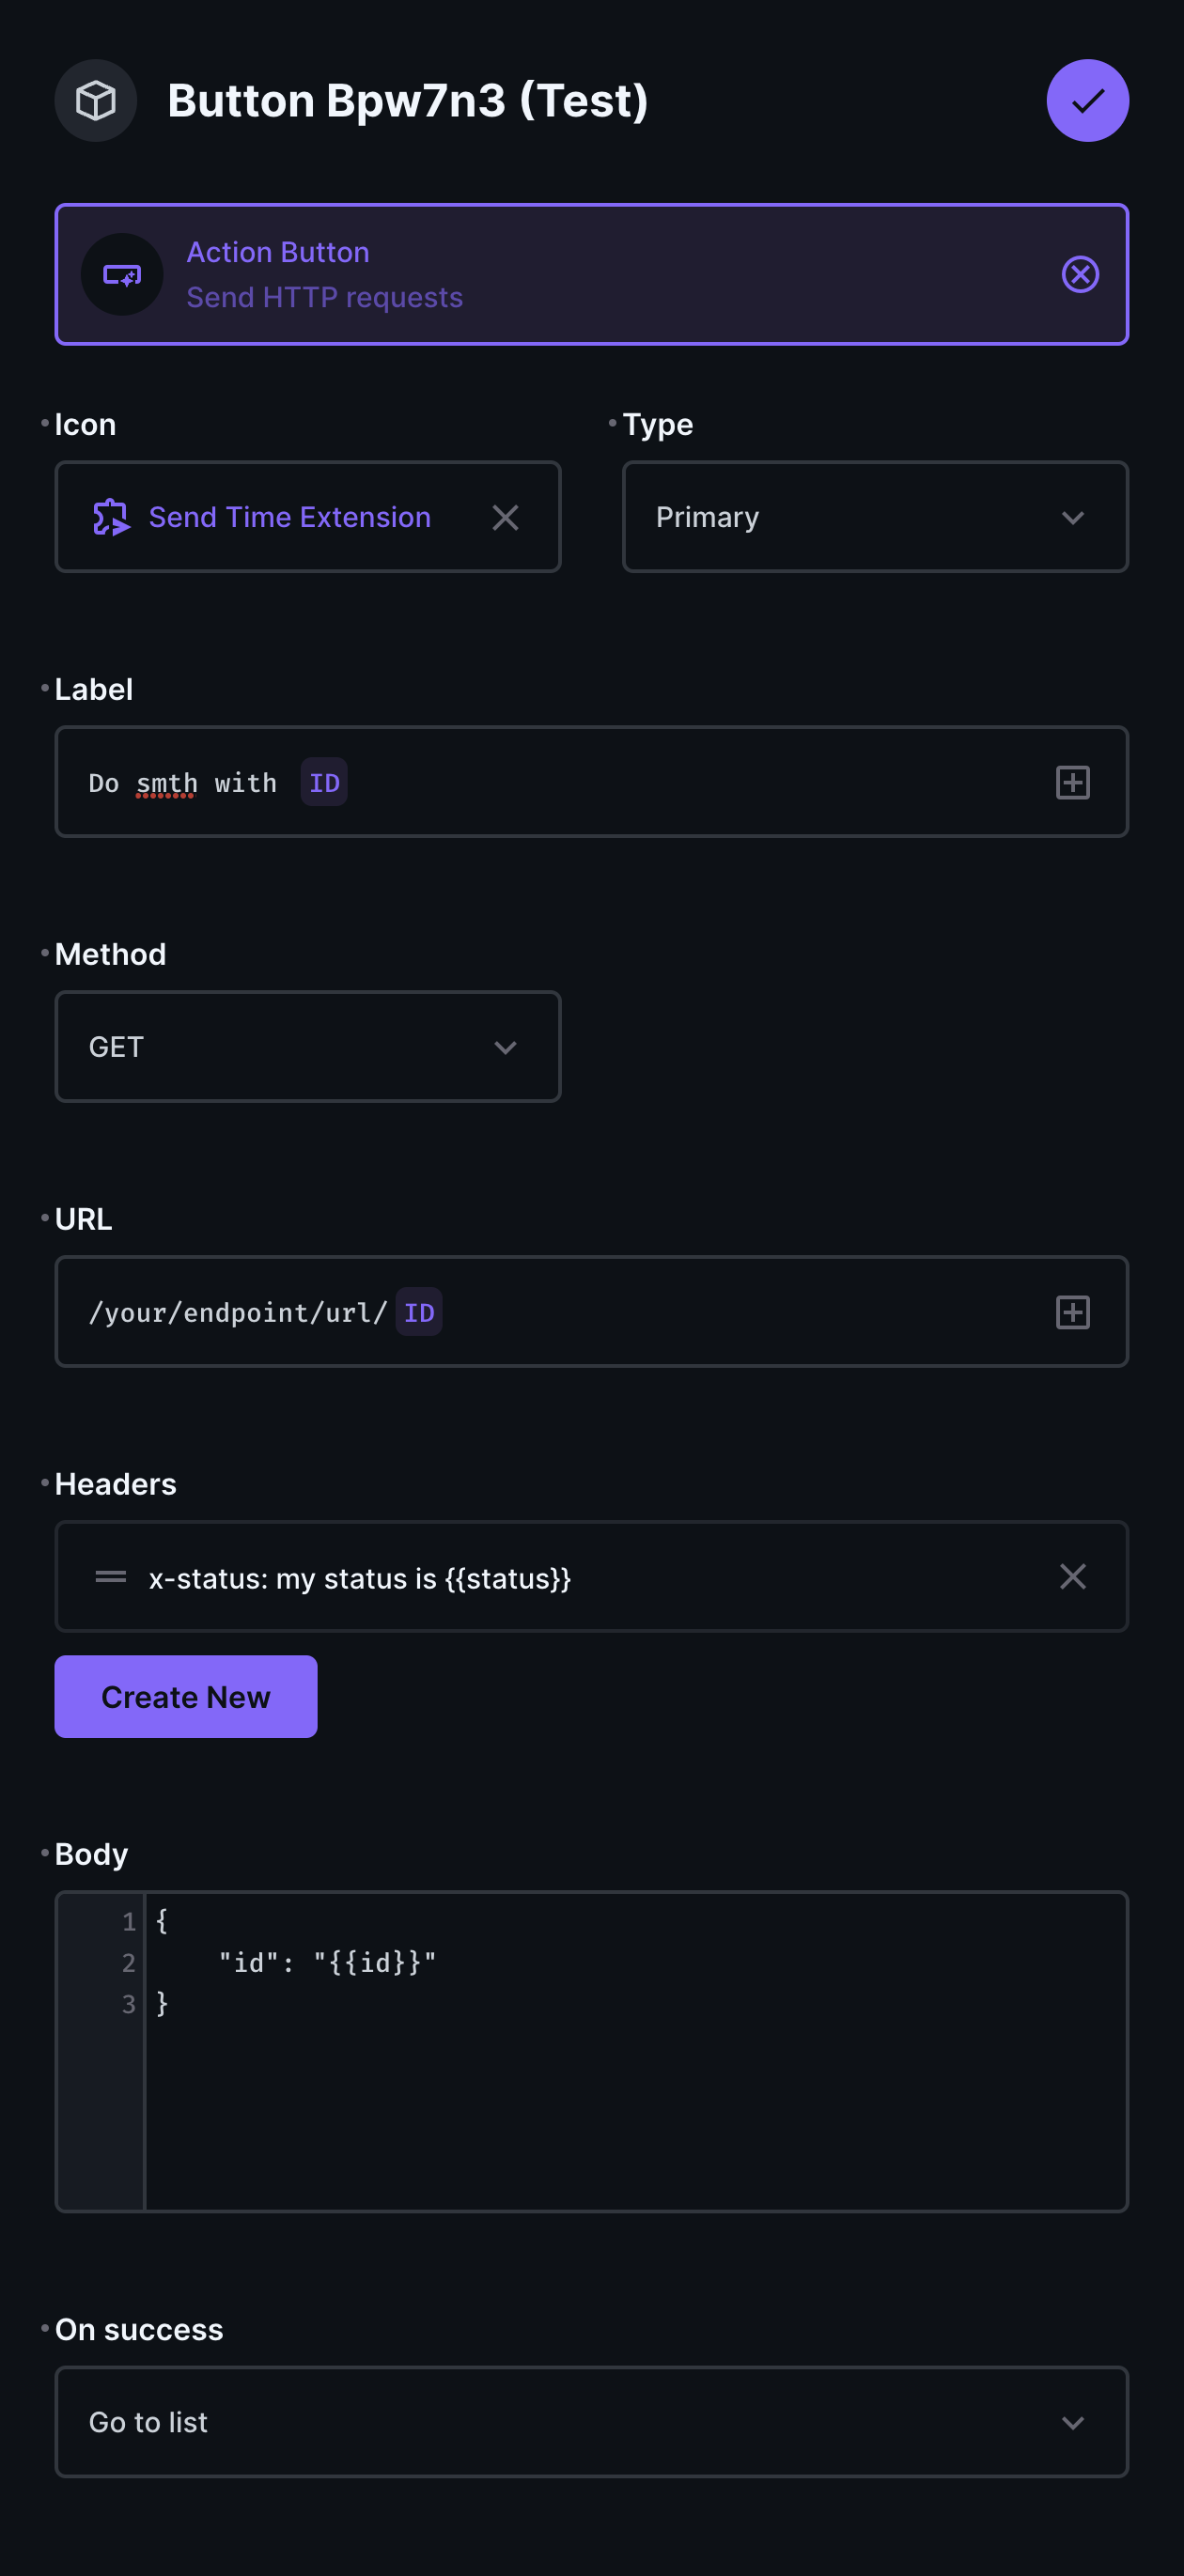 Button Bpw7n3 (Test)
Action Button
Send HTTP requests
Icon
Type
Send Time Extension
Primary
Label
Do smth with ID
Method
GET
URL
/your/endpoint/url/ID
Headers
x-status: my status is {{status}}
Create New
Body
1 {
2     "id": "{{id}}"
3 }
On success
Go to list